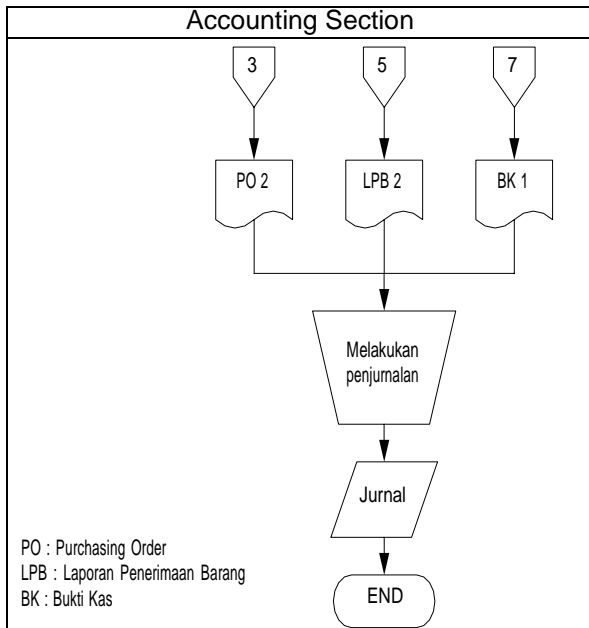 Accounting Section
3
5
7
PO 2
LPB 2
BK 1
Melakukan
penjurnalan
Jurnal
PO : Purchasing Order
LPB : Laporan Penerimaan Barang
BK : Bukti Kas
END